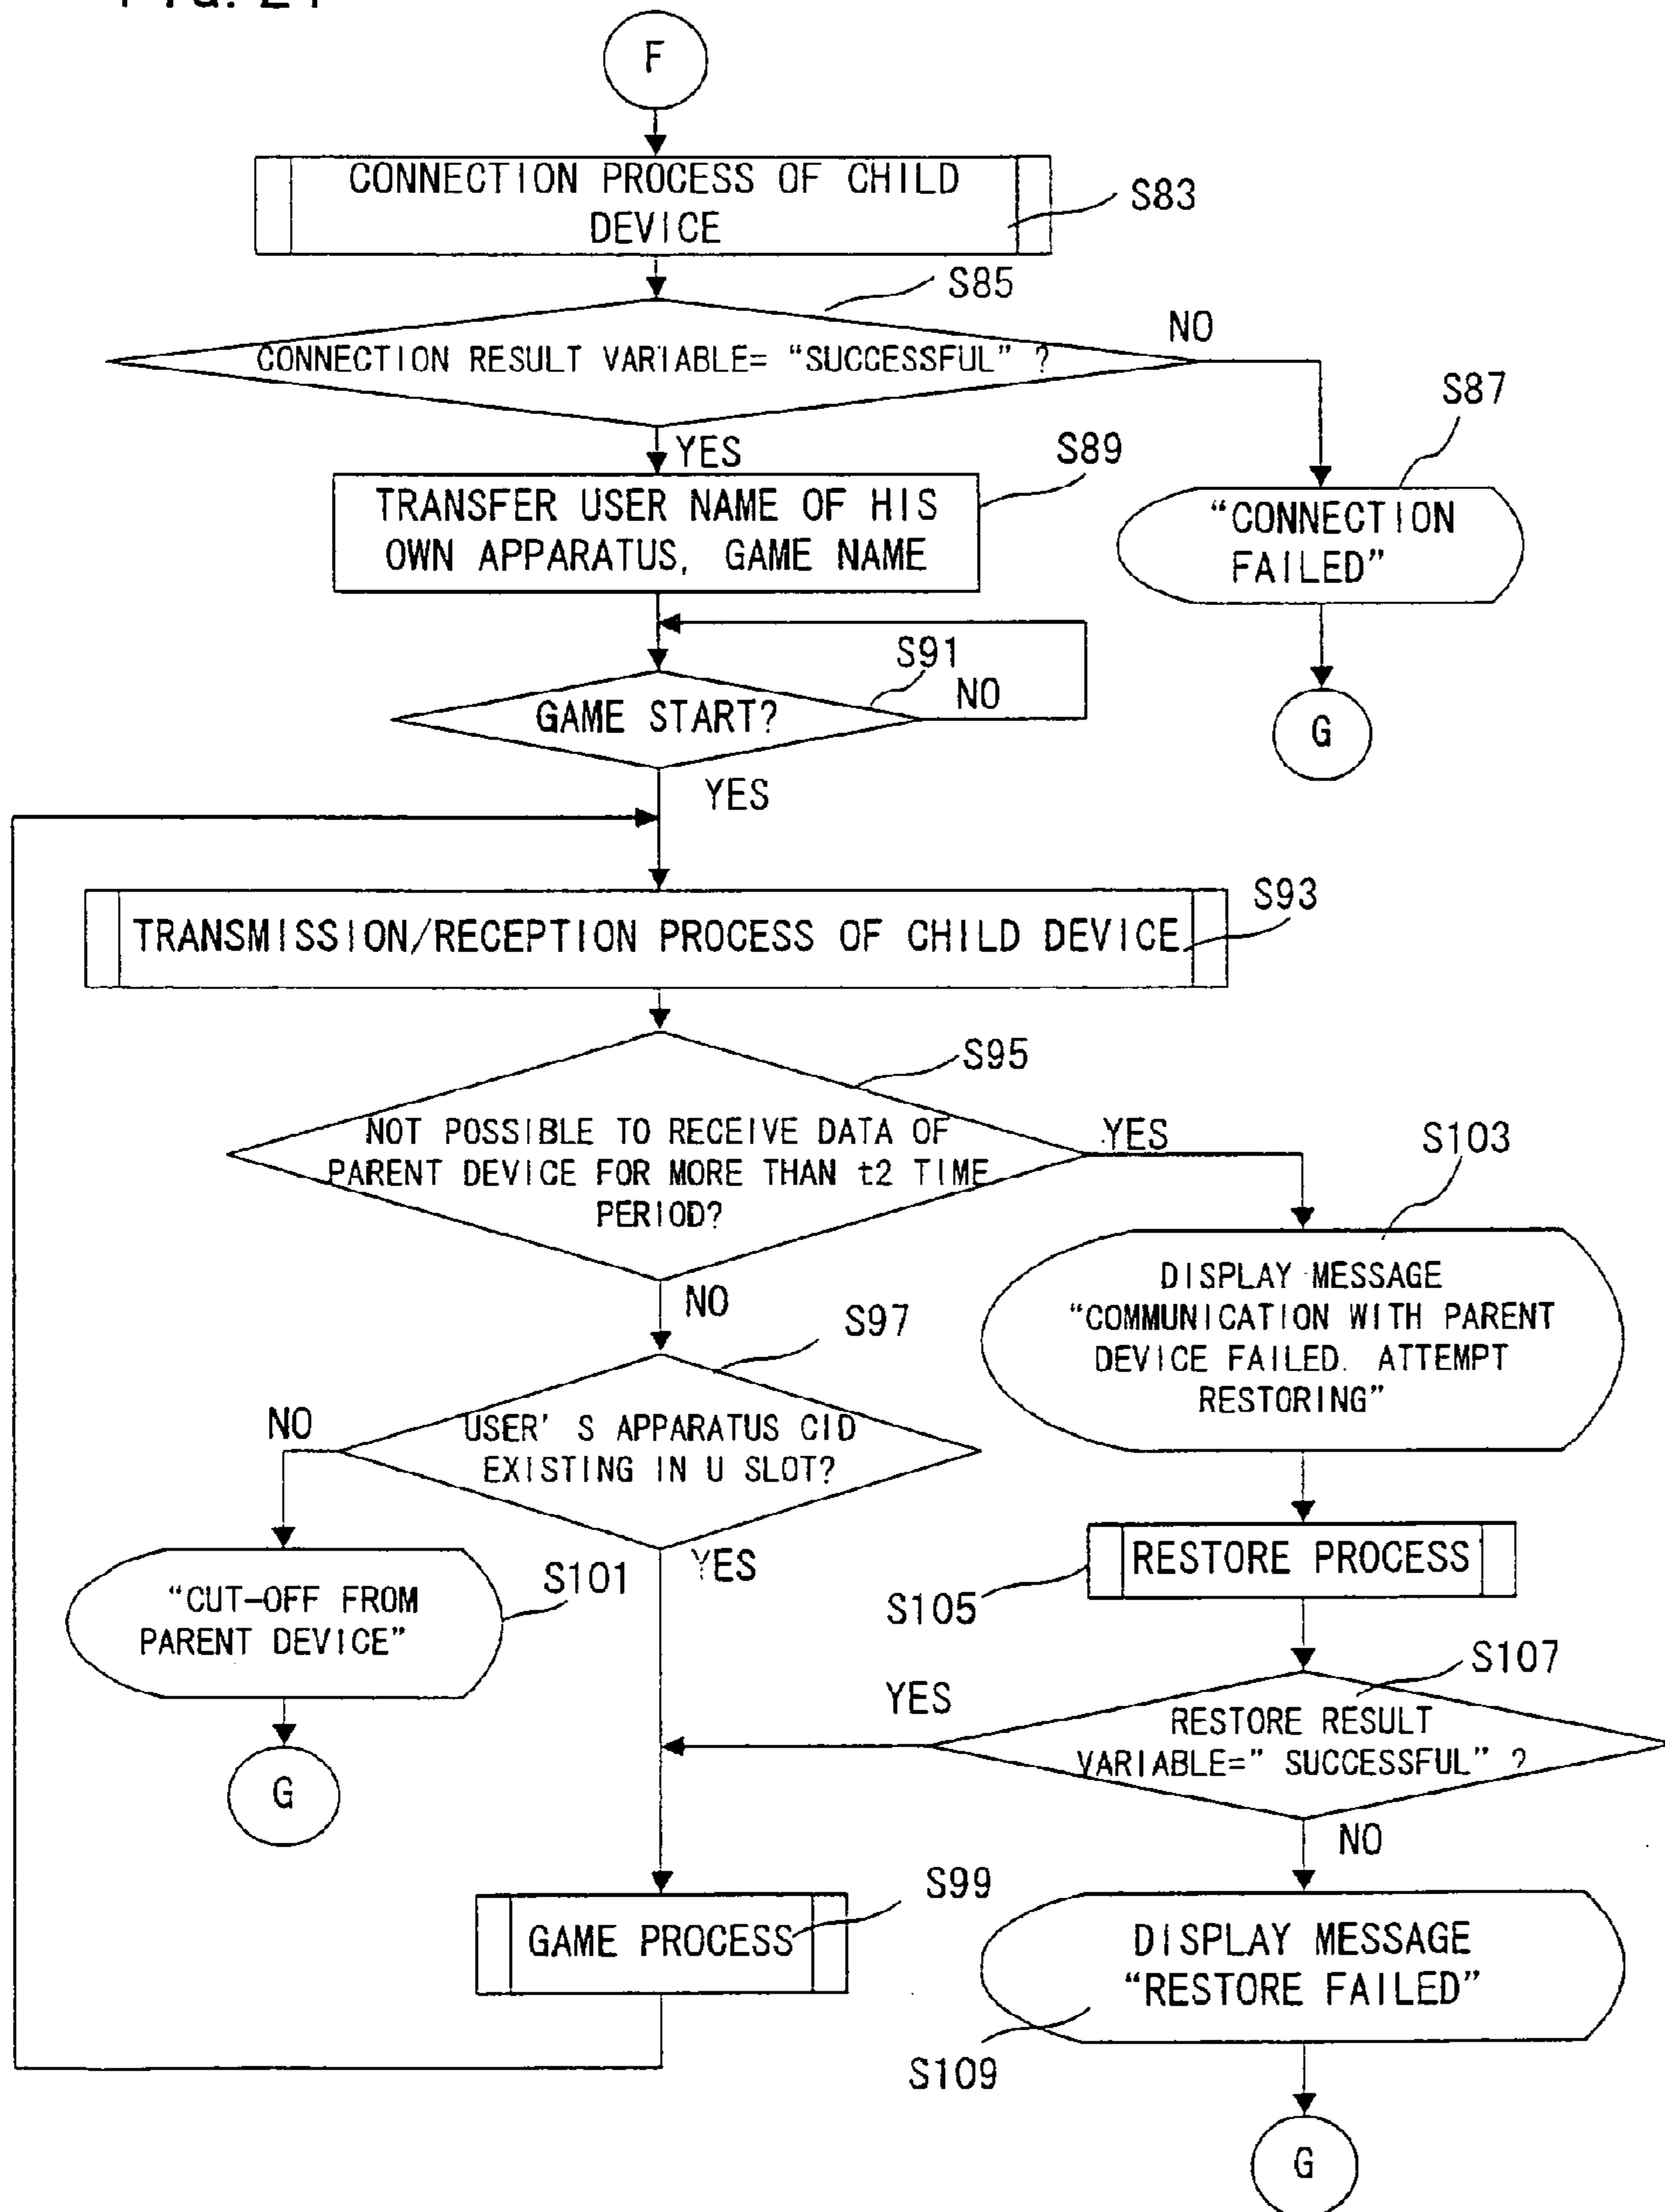 F
CONNECTION PROCESS OF CHILD
DEVICE
S83
S85
CONNECTION RESULT VARIABLE= “SUCCESSFUL” ?
NO
S87
YES
S89
TRANSFER USER NAME OF HIS
OWN APPARATUS, GAME NAME
“CONNECTION
FAILED”
S91
NO
GAME START?
G
YES
S93
TRANSMISSION/RECEPTION PROCESS OF CHILD DEVICE
S95
NOT POSSIBLE TO RECEIVE DATA OF
PARENT DEVICE FOR MORE THAN t2 TIME
PERIOD?
YES
S103
DISPLAY MESSAGE
“COMMUNICATION WITH PARENT
DEVICE FAILED. ATTEMPT
RESTORING”
NO
S97
NO
USER' S APPARATUS CID
EXISTING IN U SLOT?
YES
RESTORE PROCESS
S105
S101
“CUT-OFF FROM
PARENT DEVICE”
S107
YES
RESTORE RESULT
VARIABLE=” SUCCESSFUL” ?
G
NO
S99
GAME PROCESS
DISPLAY MESSAGE
“RESTORE FAILED”
S109
G